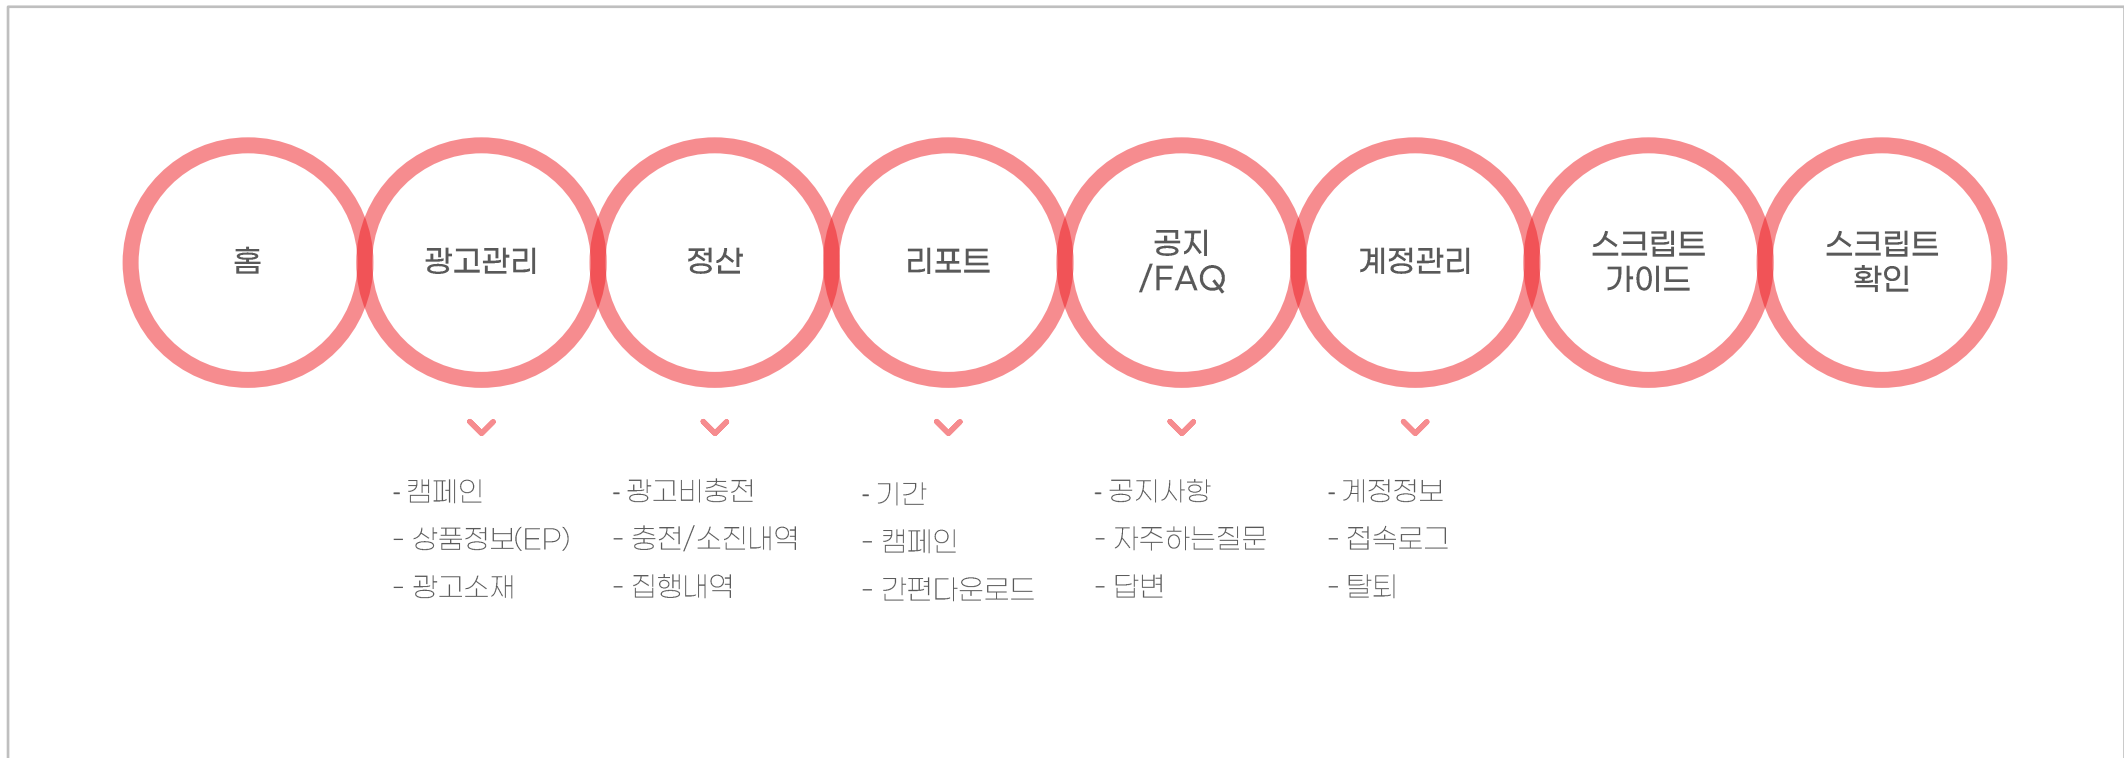 홈
광고관리
정산
리포트
공지
/FAQ
계정관리
스크립트
가이드
스크립트
확인
- 캠페인
- 상품정보(EP)
- 광고소재
- 광고비충전
- 충전/소진내역
- 집행내역
- 기간
- 캠페인
- 간편다운로드
- 공지사항
- 자주하는질문
- 답변
- 계정정보
- 접속로그
- 탈퇴